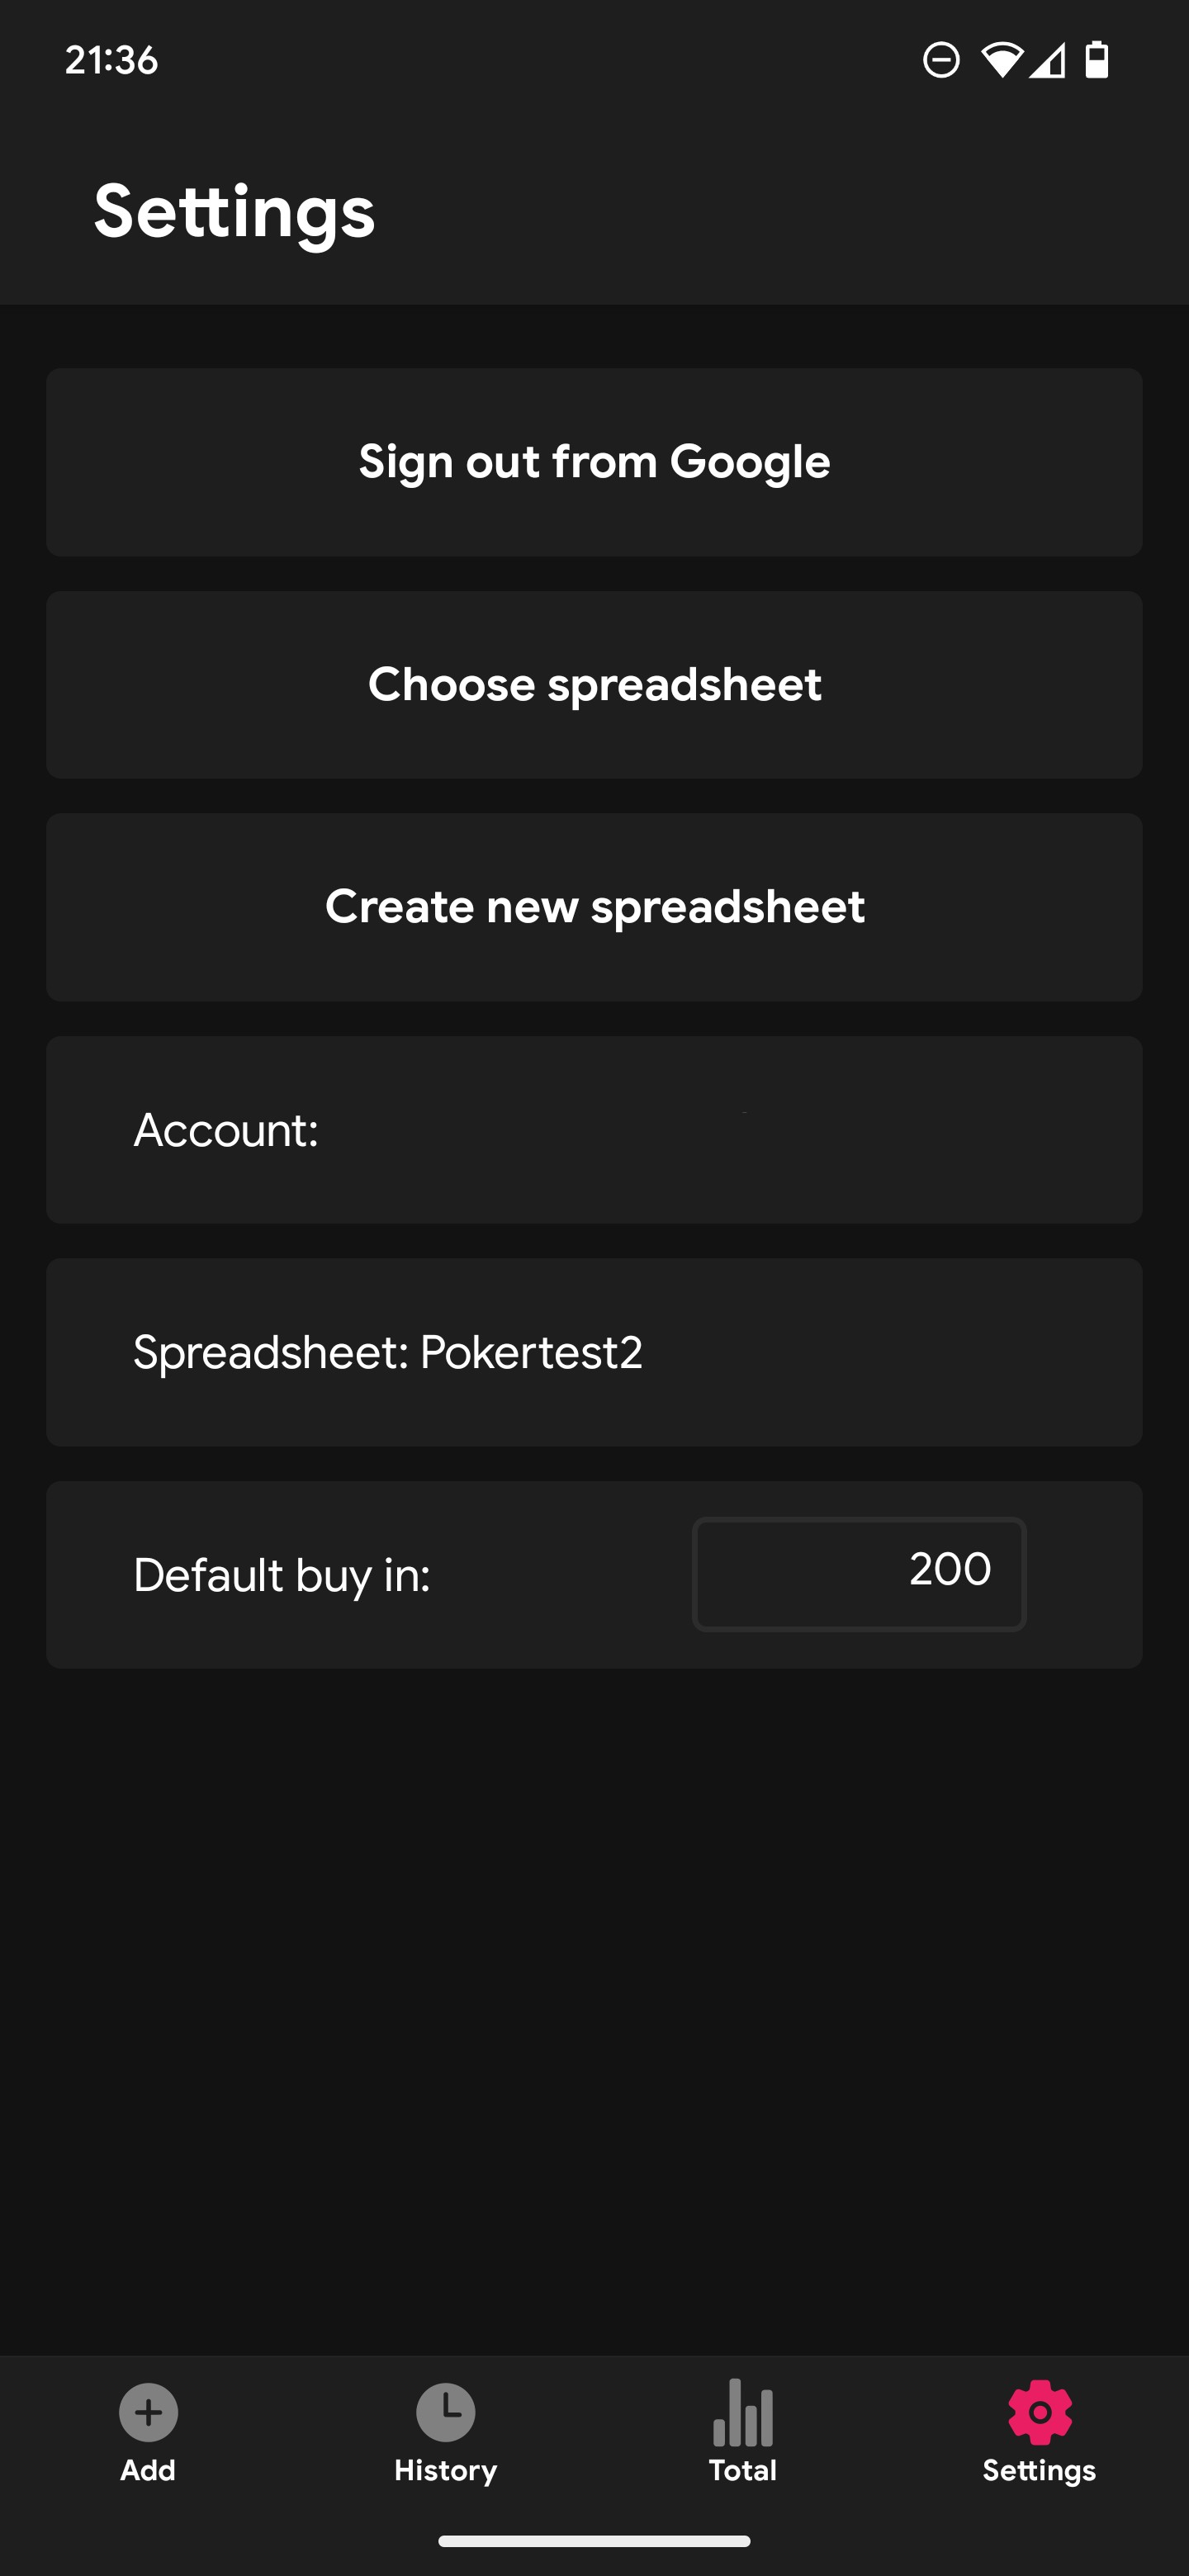 21:36
Settings
Sign out from Google
Choose spreadsheet
Create new spreadsheet
Account:
Spreadsheet: Pokertest2
Default buy in: 200
Add History Total Settings